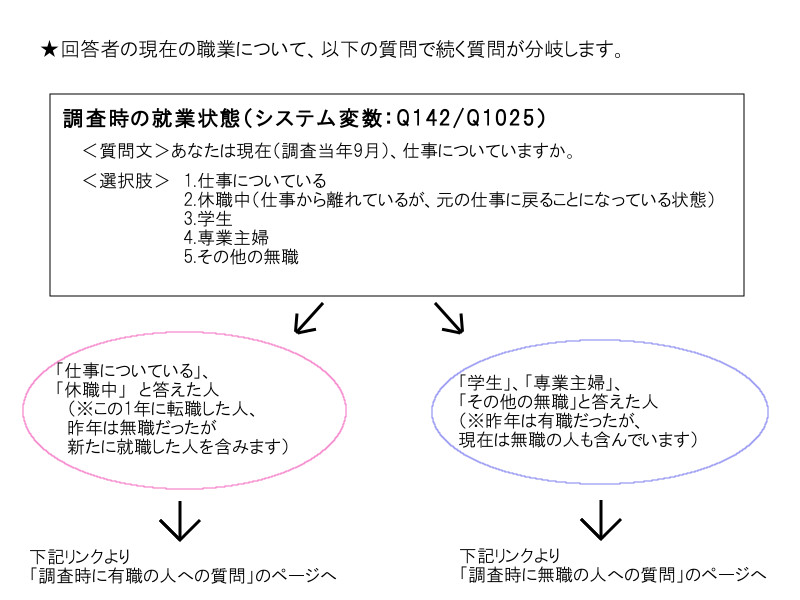 ★回答者の現在の職業について、以下の質問で続く質問が分岐します。
調査時の就業状態(システム変数:Q142/Q1025)
＜質問文＞あなたは現在(調査当年9月)、仕事についていますか。
＜選択肢＞ 1.仕事についている
2.休職中(仕事から離れているが、元の仕事に戻ることになっている状態)
3.学生
4.専業主婦
5.その他の無職
「仕事についている」、
「休職中」 と答えた人
(※この1年に転職した人、
昨年は無職だったが
新たに就職した人を含みます)
下記リンクより
「調査時に有職の人への質問」のページへ
「学生」、「専業主婦」、
「その他の無職」と答えた人
(※昨年は有職だったが、
現在は無職の人も含んでいます)
下記リンクより
「調査時に無職の人への質問」のページへ